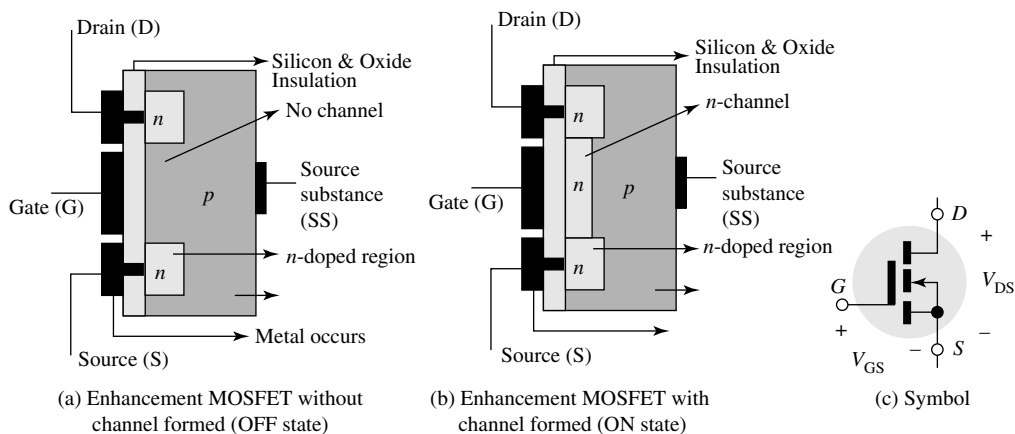 Drain (D)
Silicon & Oxide
Insulation
No channel
n
p
Source
substance
(SS)
Gate (G)
n-doped region
n
Metal occurs
Source (S)
(a) Enhancement MOSFET without
channel formed (OFF state)
Drain (D)
Silicon & Oxide
Insulation
n-channel
n
n
Source
substance
(SS)
Gate (G)
n-doped region
n
Source (S)
(b) Enhancement MOSFET with
channel formed (ON state)
D
+
VDS
G
+
–
–
S
VGS
(c) Symbol